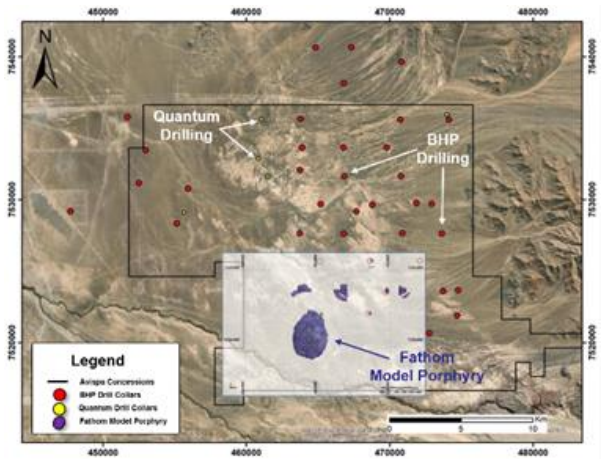 450000 460000 470000 480000
7540000 7540000
N
Quantum
Drilling
BHP
Drilling
7530000 7530000
7520000 7520000
Fathom
Model Porphyry
Legend
Avispa Concessions
BHP Drill Collars
Quantum Drill Collars
Fathom Model Porphyry
0 5 10
Km
450000 460000 470000 480000